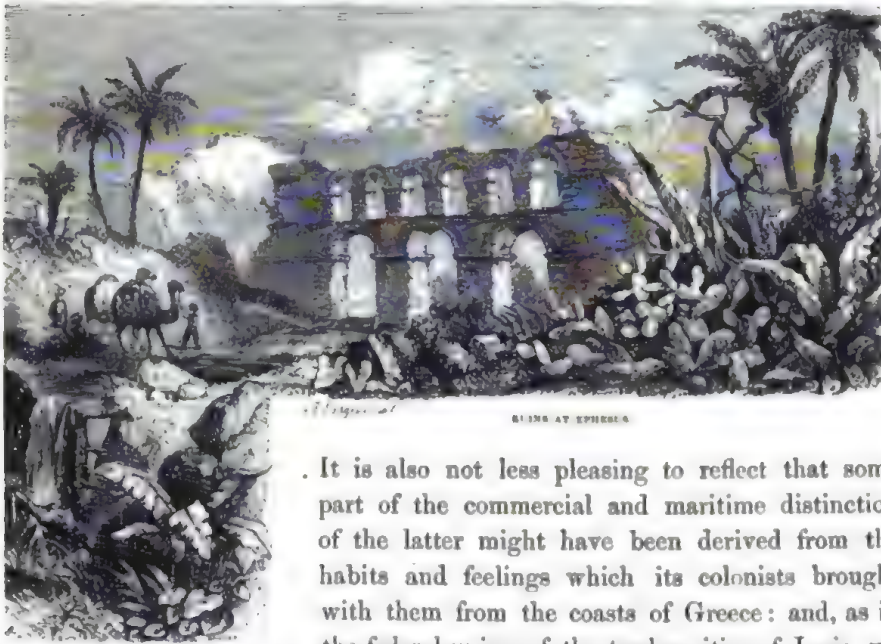 RUINS AT EPHESUS
. It is also not less pleasing to reflect that som
part of the commercial and maritime distinctio
of the latter might have been derived from th
habits and feelings which its colonists brough
with them from the coasts of Greece: and, as i